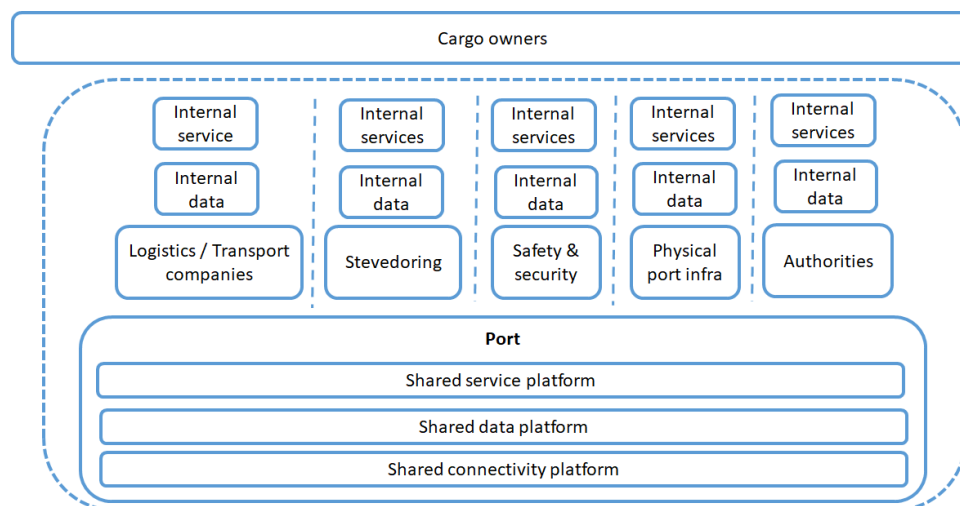 Cargo owners
Internal
service
Internal
services
Internal
services
Internal
services
Internal
services
Internal
data
Internal
data
Internal
data
Internal
data
Internal
data
Logistics / Transport
companies
Stevedoring
Safety &
security
Physical
port infra
Authorities
Port
Shared service platform
Shared data platform
Shared connectivity platform